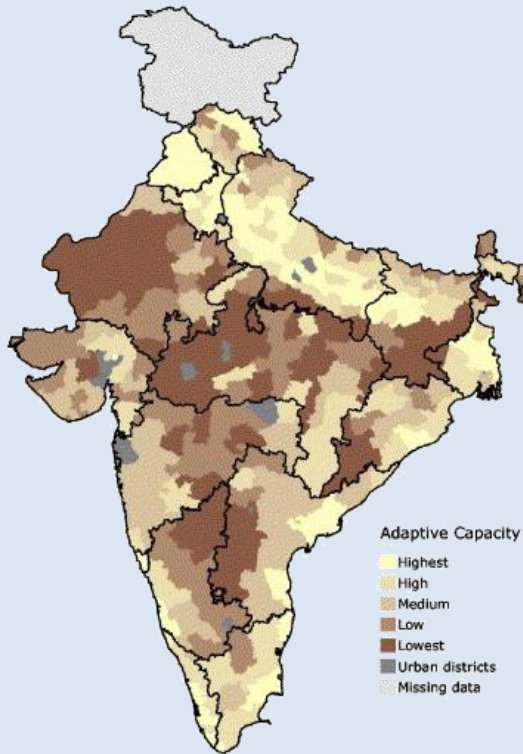 Adaptive Capacity
Highest
High
Medium
Low
Lowest
Urban districts
Missing data